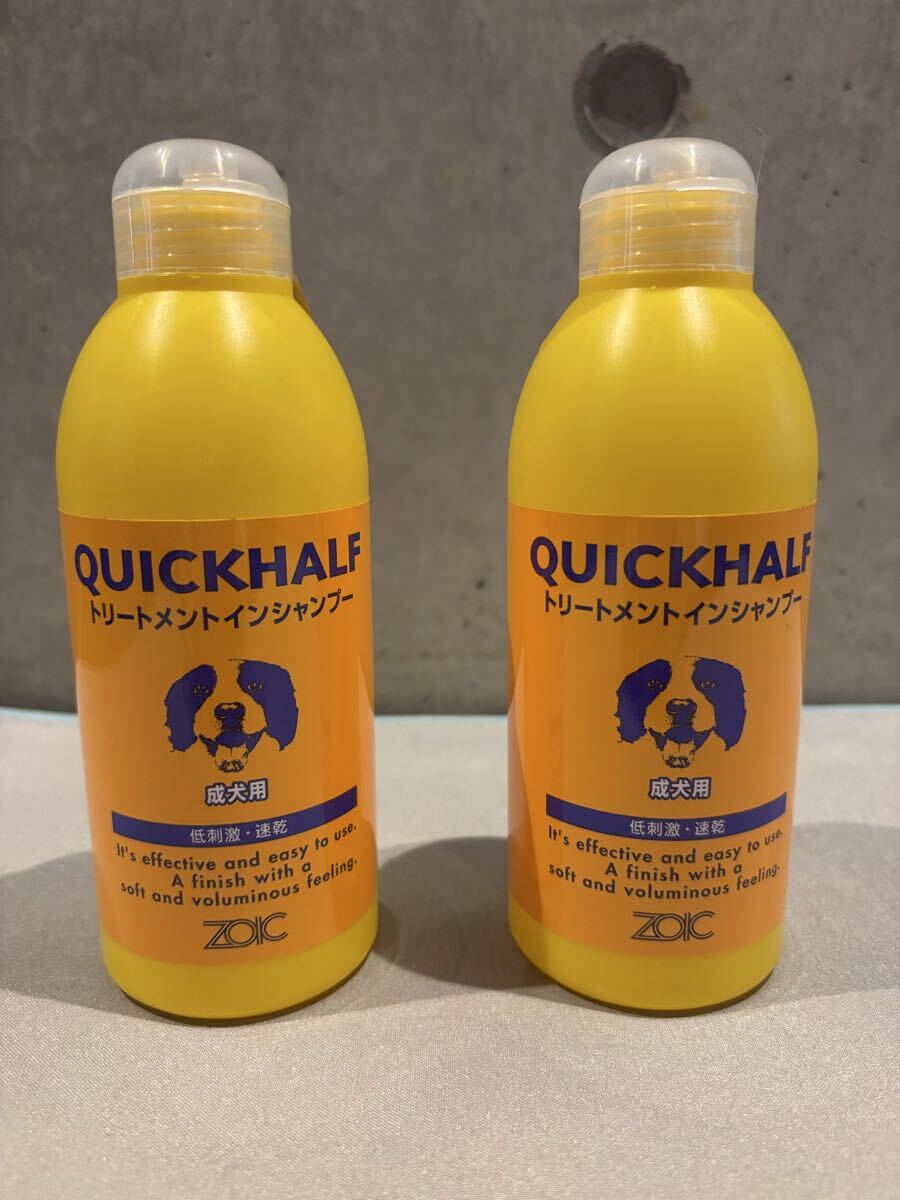 QUICKHALF
トリートメントインシャンプー
成犬用
低刺激・速乾
It's effective and easy to use.
A finish with a
soft and voluminous feeling.
ZOIC
QUICKHALF
トリートメントインシャンプー
成犬用
低刺激・速乾
It's effective and easy to use.
A finish with a
soft and voluminous feeling.
ZOIC